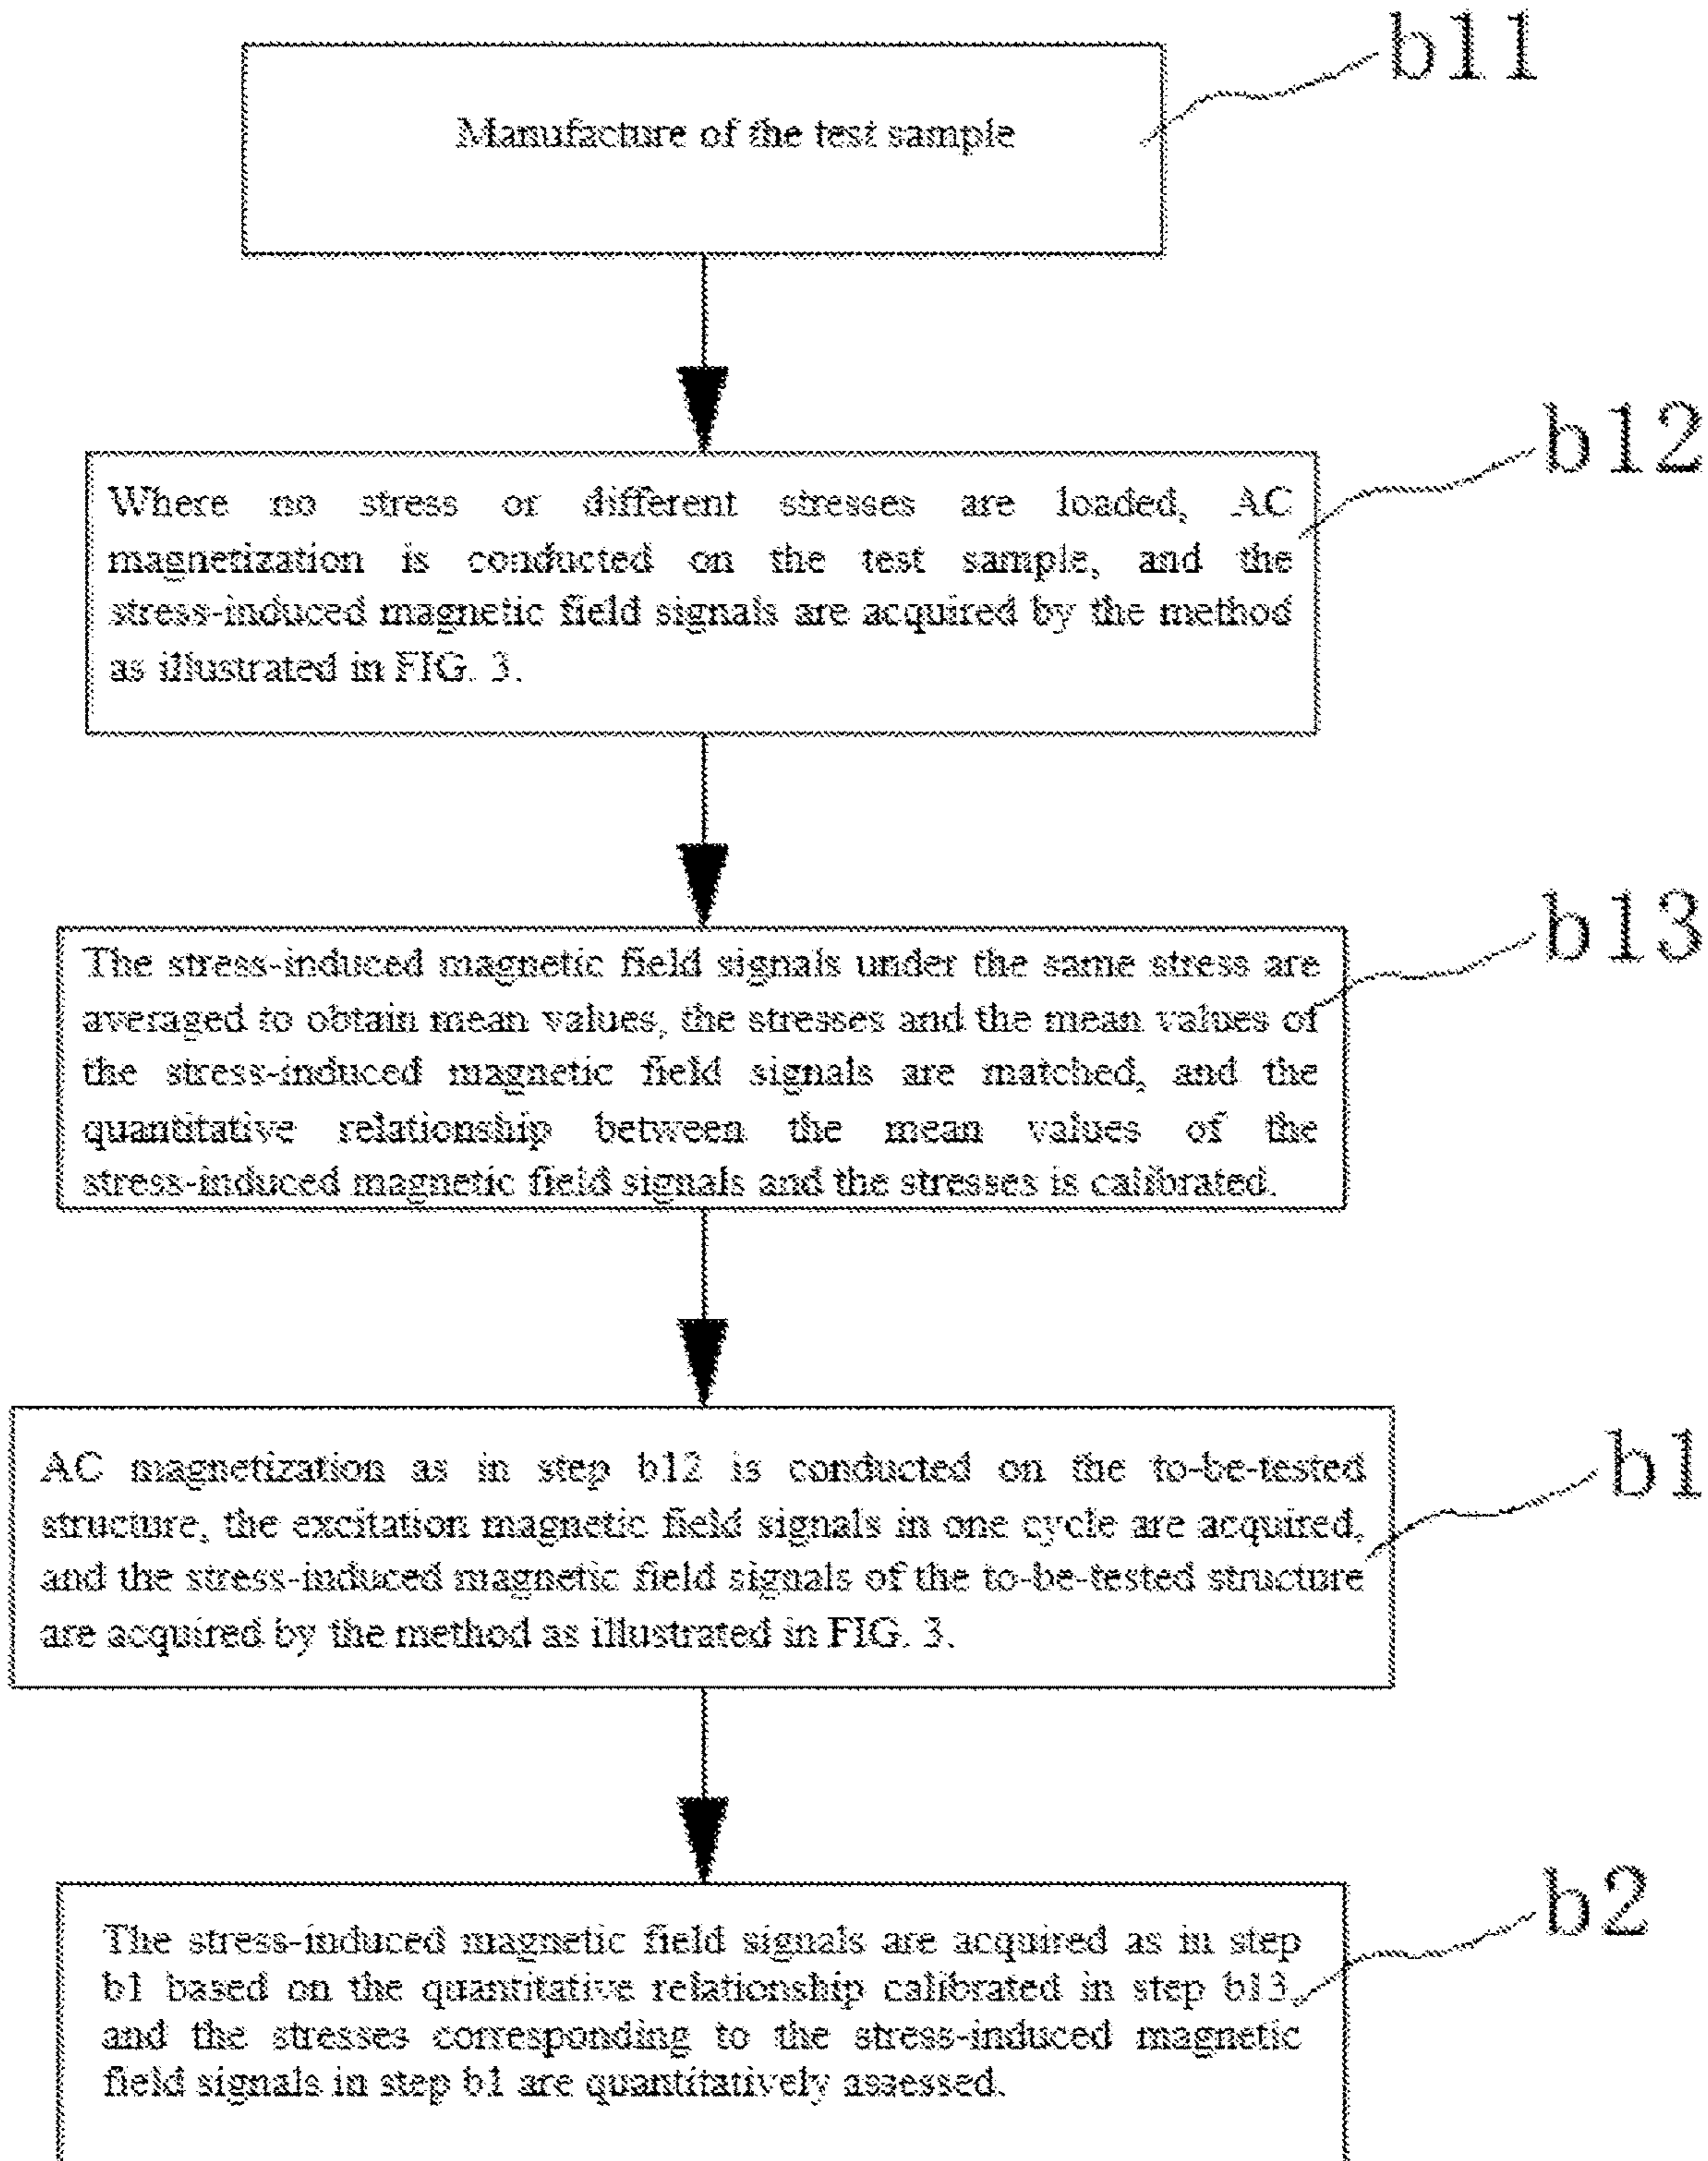 b11
Manufacture of the test sample
b12
Where no stress or different stresses are loaded, AC
magnetization is conducted on the test sample, and the
stress-induced magnetic field signals are acquired by the method
as illustrated in FIG. 3.
b13
The stress-induced magnetic field signals under the same stress are
averaged to obtain mean values, the stresses and the mean values of
the stress-induced magnetic field signals are matched, and the
quantitative relationship between the mean values of the
stress-induced magnetic field signals and the stresses is calibrated.
b1
AC magnetization as in step b12 is conducted on the to-be-tested
structure, the excitation magnetic field signals in one cycle are acquired,
and the stress-induced magnetic field signals of the to-be-tested structure
are acquired by the method as illustrated in FIG. 3.
b2
The stress-induced magnetic field signals are acquired as in step
b1 based on the quantitative relationship calibrated in step b13,
and the stresses corresponding to the stress-induced magnetic
field signals in step b1 are quantitatively assessed.